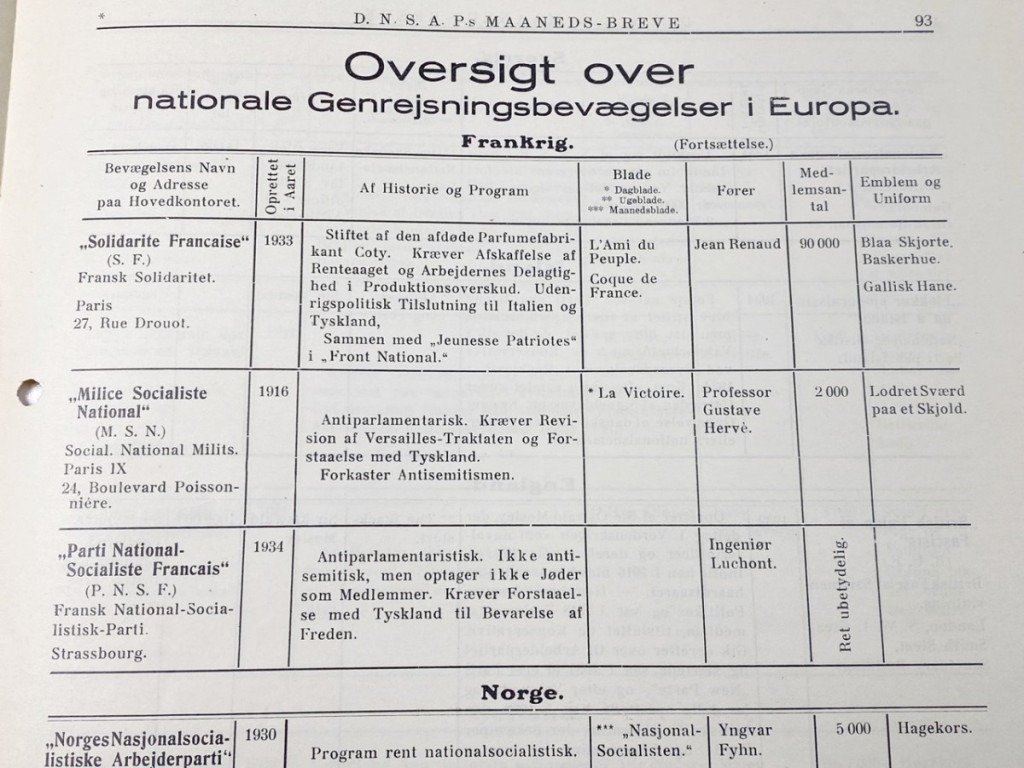 *
D. N. S. A. P.s MAANEDS-BREVE
93
Oversigt over
nationale Genrejsningsbevægelser i Europa.
Frankrig. (Fortsættelse.)
Bevægelsens Navn
og Adresse
paa Hovedkontoret.
Oprettet
i Aaret
Af Historie og Program
Blade
* Dagblade.
** Ugeblade.
*** Maanedsblade.
Fører
Med-
lemsan-
tal
Emblem og
Uniform
„Solidarite Francaise“
(S. F.)
Fransk Solidaritet.
Paris
27, Rue Drouot.
1933
Stiftet af den afdøde Parfumefabri-
kant Coty. Kræver Afskaffelse af
Renteaaget og Arbejdernes Delagtig-
hed i Produktionsoverskud. Uden-
rigspolitisk Tilslutning til Italien og
Tyskland,
Sammen med „Jeunesse Patriotes“
i „Front National.“
L'Ami du
Peuple.
Coque de
France.
Jean Renaud
90 000
Blaa Skjorte.
Baskerhue.
Gallisk Hane.
„Milice Socialiste
National“
(M. S. N.)
Social. National Milits.
Paris IX
24, Boulevard Poisson-
niére.
1916
Antiparlamentarisk. Kræver Revi-
sion af Versailles-Traktaten og For-
staaelse med Tyskland.
Forkaster Antisemitismen.
* La Victoire.
Professor
Gustave
Hervè.
2 000
Lodret Sværd
paa et Skjold.
„Parti National-
Socialiste Francais“
(P. N. S. F.)
Fransk National-Socia-
listisk-Parti.
Strassbourg.
1934
Antiparlamentaristisk. Ikke anti-
semitisk, men optager ikke Jøder
som Medlemmer. Kræver Forstaael-
se med Tyskland til Bevarelse af
Freden.
Ingeniør
Luchont.
Ret ubetydelig.
Norge.
„Norges Nasjonalsocia-
listiske Arbejderparti“
1930
Program rent nationalsocialistisk.
*** „Nasjonal-
Socialisten.“
Yngvar
Fyhn.
5 000
Hagekors.